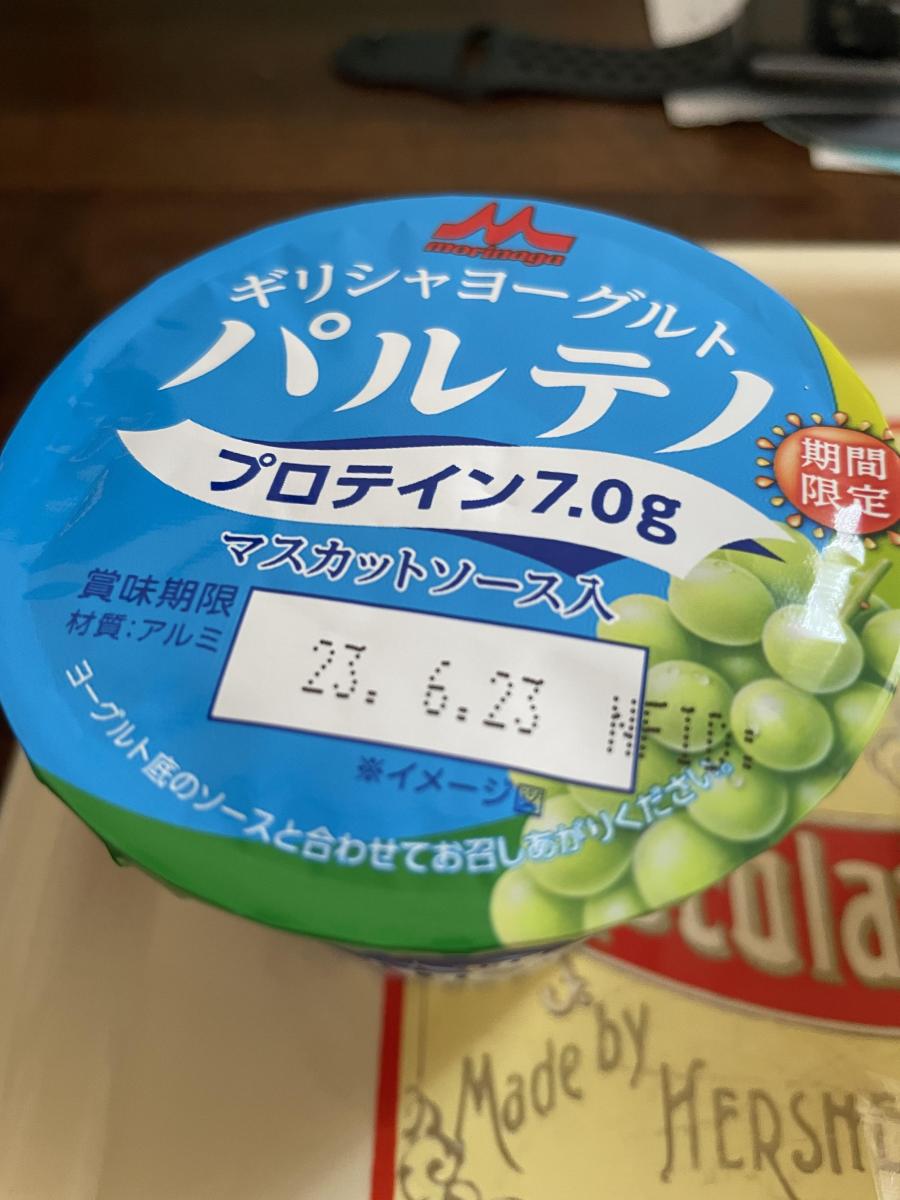 morinaga
ギリシャヨーグルト
パルテノ
プロテイン7.0g
期間
限定
マスカットソース入
賞味期限
材質:アルミ
23. 6.23
※イメージ図
ヨーグルト底のソースと合わせてお召しあがりください。
Made by
HERSHE